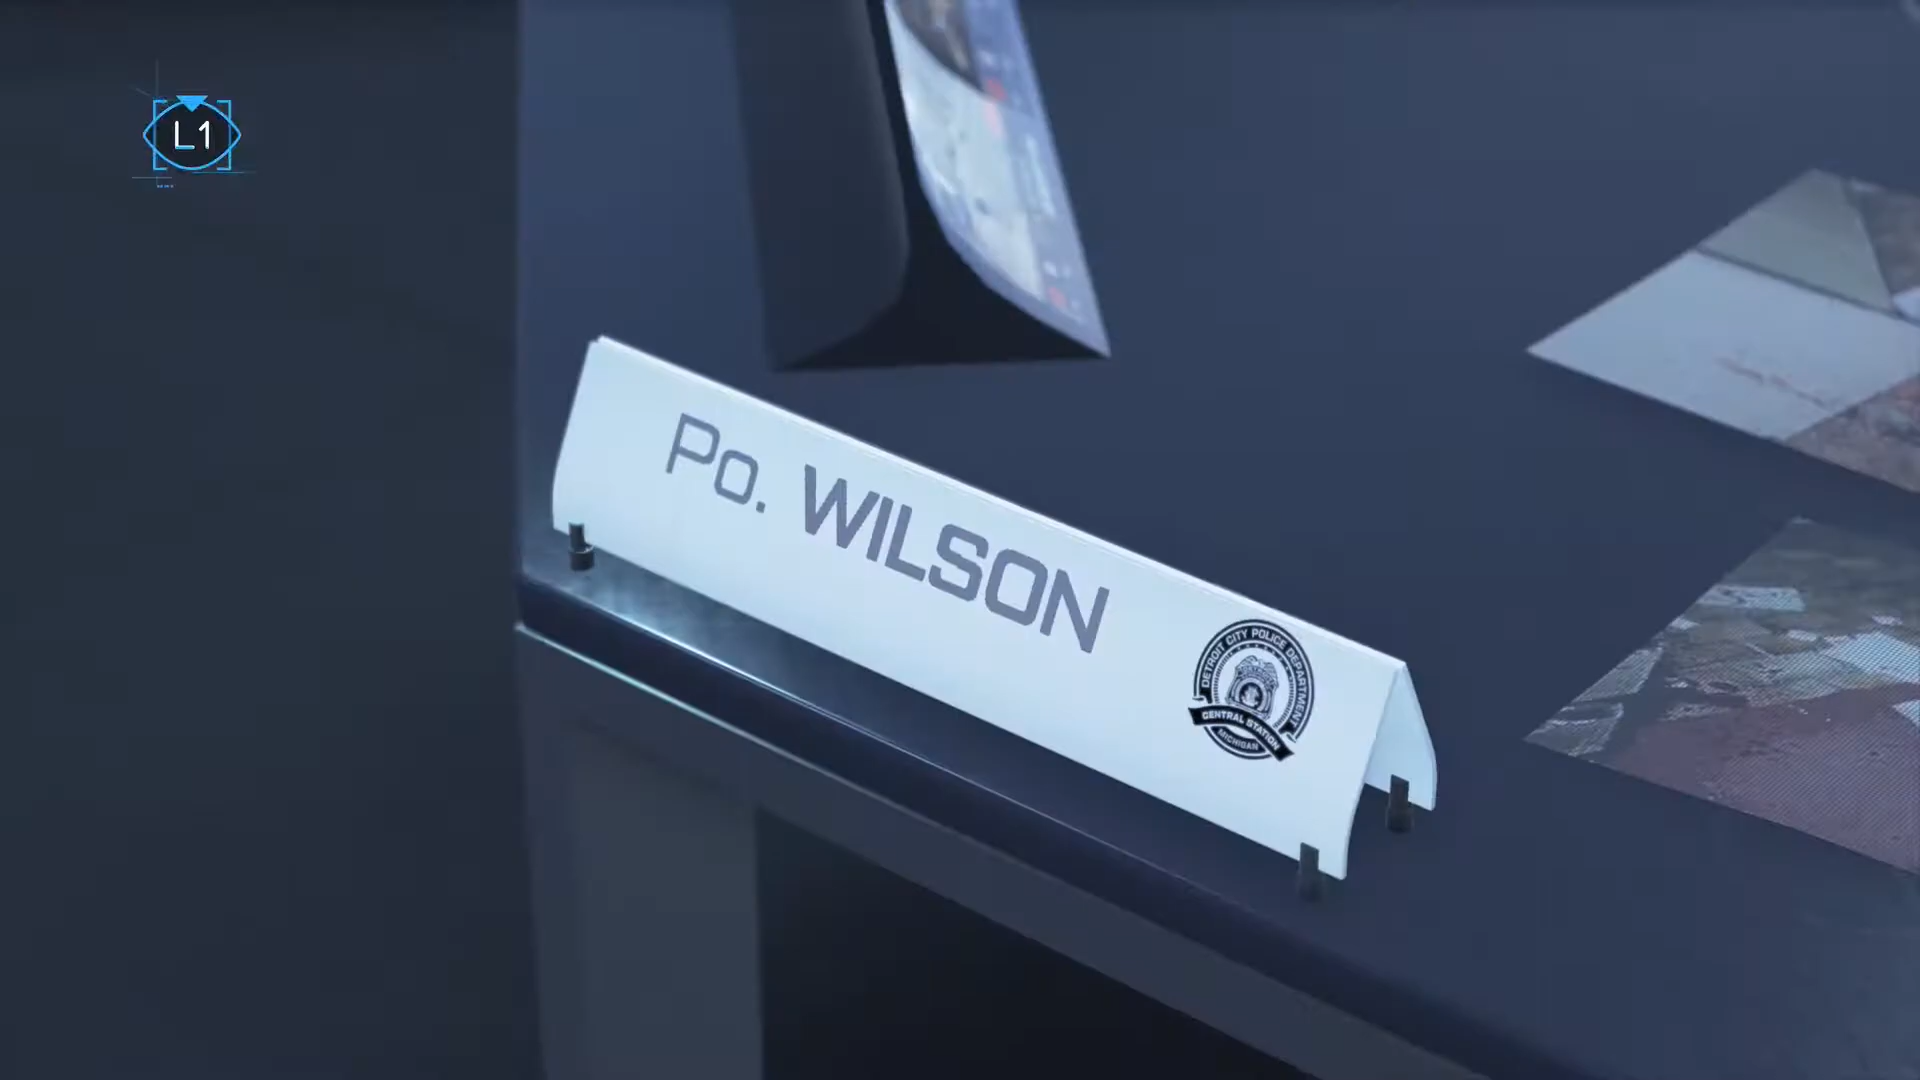 L1
Po. WILSON
DETROIT CITY POLICE DEPARTMENT
CENTRAL STATION
MICHIGAN